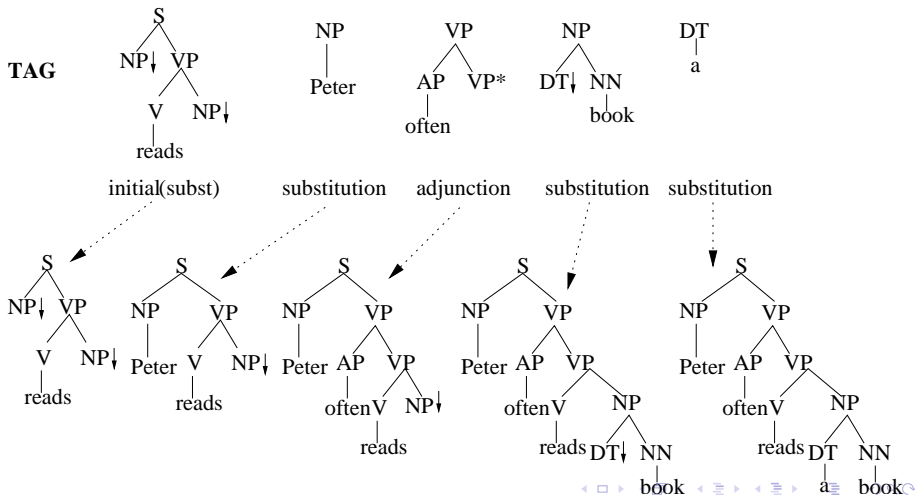 S NP VP NP DT
TAG NP↓ VP Peter AP VP* DT↓ NN a
V NP↓ often book
reads
initial(subst) substitution adjunction substitution substitution
S S S S S
NP↓ VP NP VP NP VP NP VP NP VP
V NP↓ Peter V NP↓ Peter AP VP Peter AP VP Peter AP VP
reads reads often V NP↓ often V NP often V NP
reads reads DT↓ NN reads DT NN
book a book